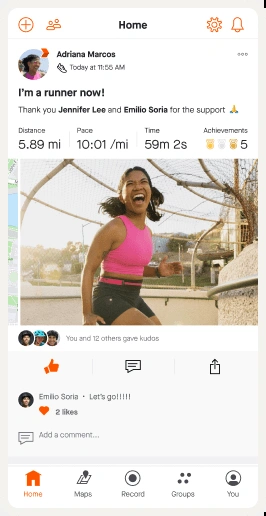 Home
Adriana Marcos
Today at 11:55 AM
I'm a runner now!
Thank you Jennifer Lee and Emilio Soria for the support 🙏
Distance Pace Time Achievements
5.89 mi 10:01 /mi 59m 2s 5
You and 12 others gave kudos
Emilio Soria • Let's go!!!!!
2 likes
Add a comment...
Home Maps Record Groups You